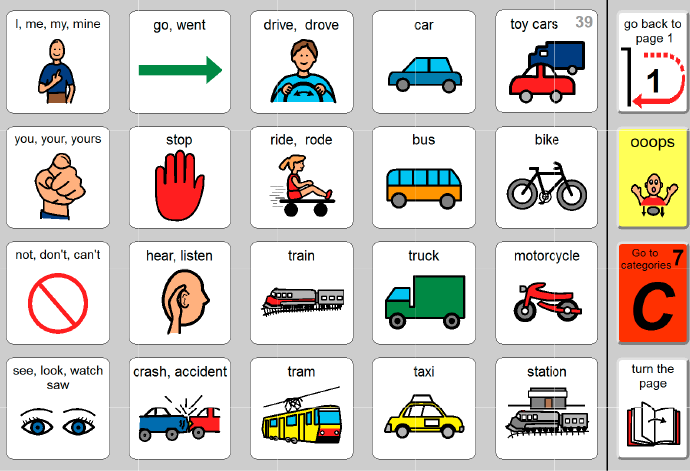 I, me, my, mine
go, went
drive, drove
car
toy cars 39
go back to
page 1
1
you, your, yours
stop
ride, rode
bus
bike
ooops
not, don't, can't
hear, listen
train
truck
motorcycle
Go to
categories 7
C
see, look, watch
saw
crash, accident
tram
taxi
station
turn the
page